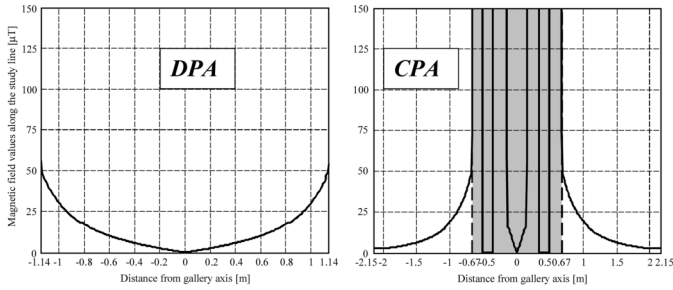 Magnetic field values along the study line [µT]
150
125
100
75
50
25
0
DPA
-1.14 -1 -0.8 -0.6 -0.4 -0.2 0 0.2 0.4 0.6 0.8 1 1.14
Distance from gallery axis [m]
150
125
100
75
50
25
0
CPA
-2.15 -2 -1.5 -1 -0.67 -0.5 0 0.5 0.67 1 1.5 2 2.15
Distance from gallery axis [m]